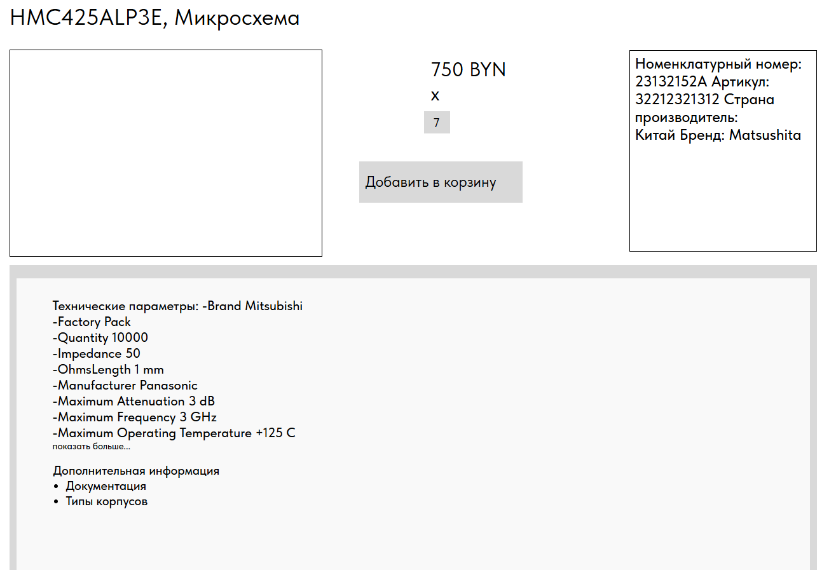 HMC425ALP3E, Микросхема
750 BYN
x
7
Добавить в корзину
Номенклатурный номер:
23132152A Артикул:
32212321312 Страна
производитель:
Китай Бренд: Matsushita
Технические параметры: -Brand Mitsubishi
-Factory Pack
-Quantity 10000
-Impedance 50
-OhmsLength 1 mm
-Manufacturer Panasonic
-Maximum Attenuation 3 dB
-Maximum Frequency 3 GHz
-Maximum Operating Temperature +125 C
показать больше...
Дополнительная информация
• Документация
• Типы корпусов